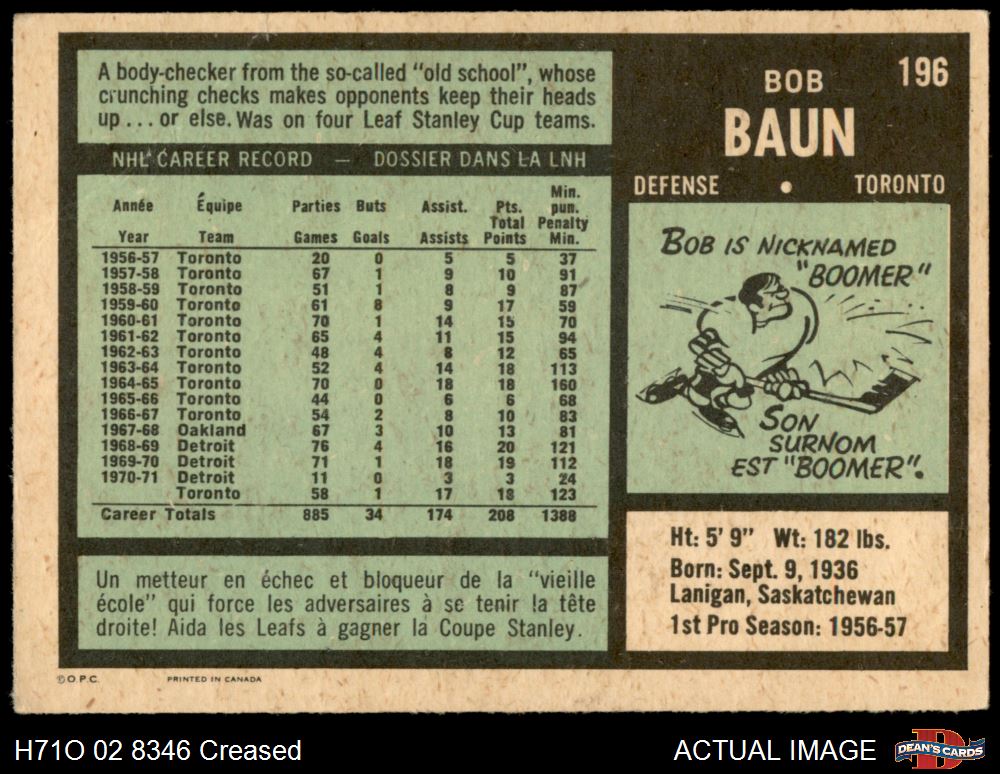 A body-checker from the so-called "old school", whose
crunching checks makes opponents keep their heads
up ... or else. Was on four Leaf Stanley Cup teams.
NHL CAREER RECORD — DOSSIER DANS LA LNH
Année Équipe Parties Buts Assist. Pts. Min. pun.
Year Team Games Goals Assists Total Points Penalty Min.
1956-57 Toronto 20 0 5 5 37
1957-58 Toronto 67 1 9 10 91
1958-59 Toronto 51 1 8 9 87
1959-60 Toronto 61 8 9 17 59
1960-61 Toronto 70 1 14 15 70
1961-62 Toronto 65 4 11 15 94
1962-63 Toronto 48 4 8 12 65
1963-64 Toronto 52 4 14 18 113
1964-65 Toronto 70 0 18 18 160
1965-66 Toronto 44 0 6 6 68
1966-67 Toronto 54 2 8 10 83
1967-68 Oakland 67 3 10 13 81
1968-69 Detroit 76 4 16 20 121
1969-70 Detroit 71 1 18 19 112
1970-71 Detroit 11 0 3 3 24
Toronto 58 1 17 18 123
Career Totals 885 34 174 208 1388
Un metteur en échec et bloqueur de la "vieille
école" qui force les adversaires à se tenir la tête
droite! Aida les Leafs à gagner la Coupe Stanley.
©O.P.C. PRINTED IN CANADA
196
BOB
BAUN
DEFENSE • TORONTO
BOB IS NICKNAMED
"BOOMER"
SON
SURNOM
EST "BOOMER".
Ht: 5' 9" Wt: 182 lbs.
Born: Sept. 9, 1936
Lanigan, Saskatchewan
1st Pro Season: 1956-57
H71O 02 8346 Creased
ACTUAL IMAGE
DEAN'S CARDS